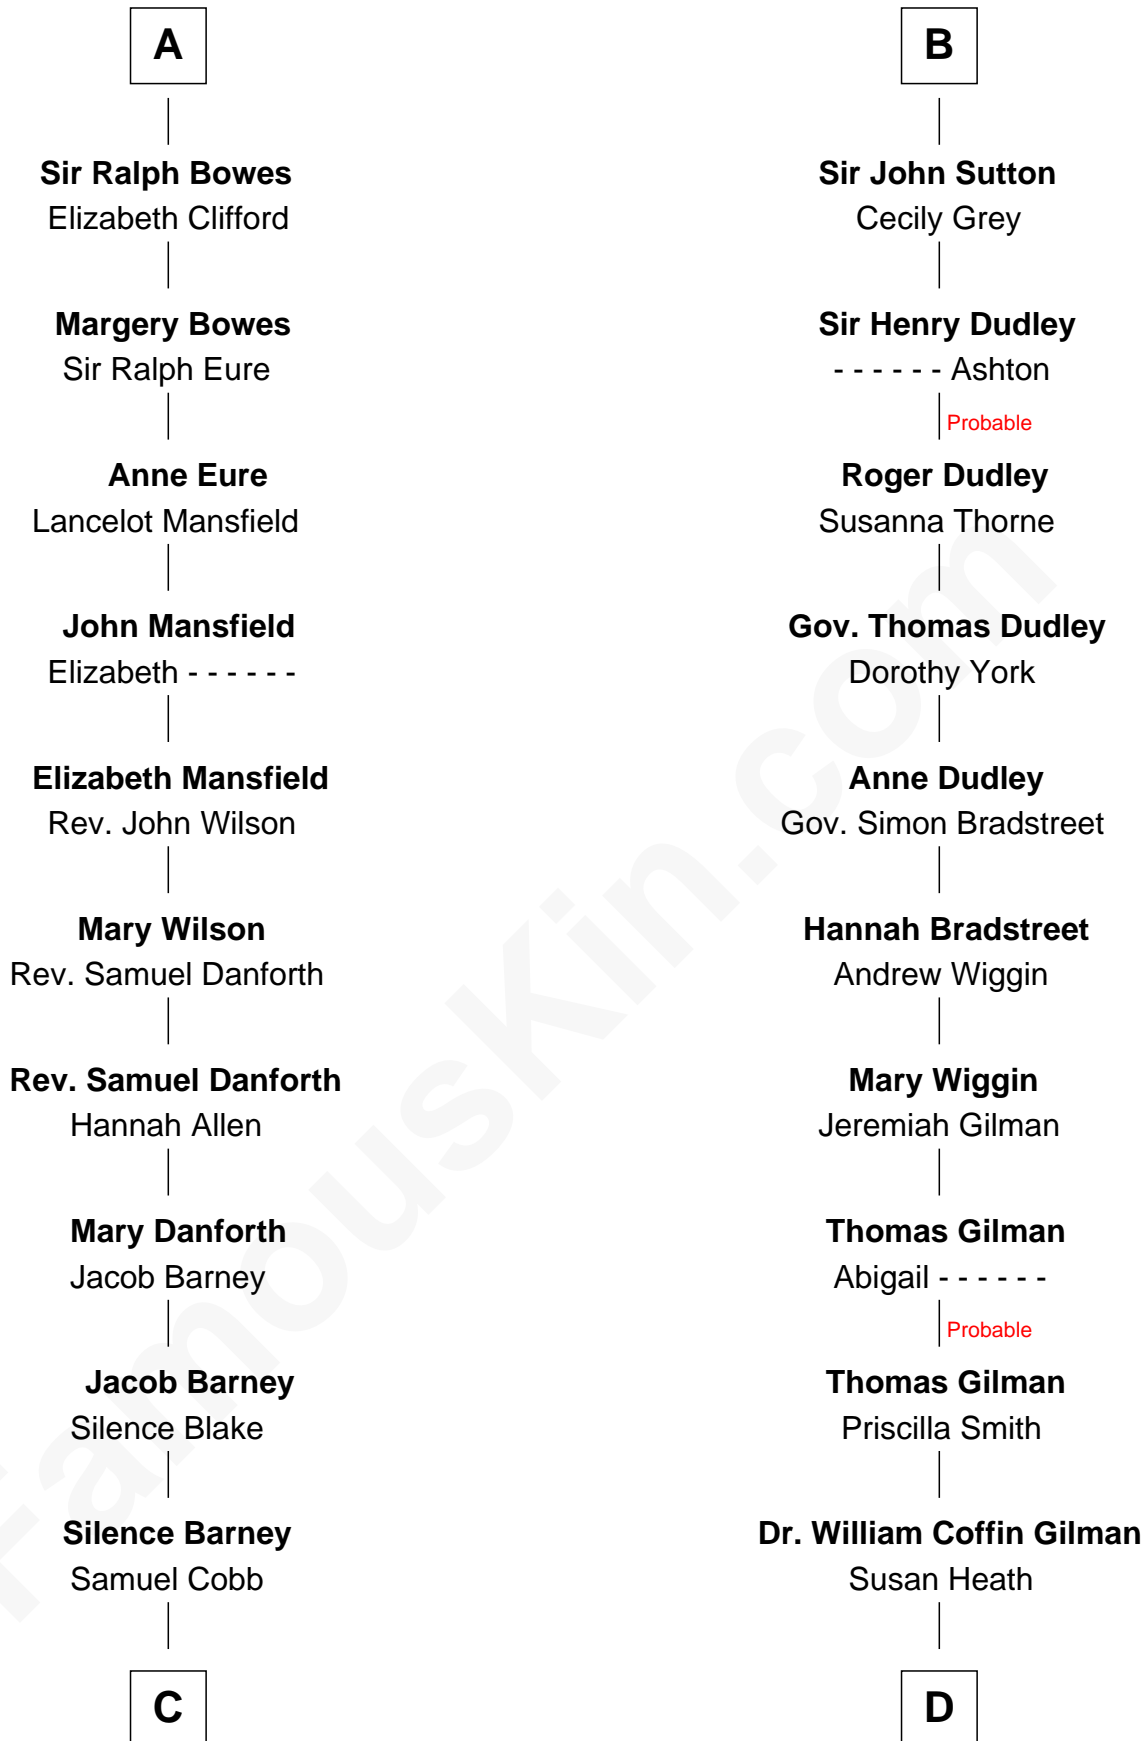 A
Sir Ralph Bowes
Elizabeth Clifford
Margery Bowes
Sir Ralph Eure
Anne Eure
Lancelot Mansfield
John Mansfield
Elizabeth - - - - - -
Elizabeth Mansfield
Rev. John Wilson
Mary Wilson
Rev. Samuel Danforth
Rev. Samuel Danforth
Hannah Allen
Mary Danforth
Jacob Barney
Jacob Barney
Silence Blake
Silence Barney
Samuel Cobb
C
B
Sir John Sutton
Cecily Grey
Sir Henry Dudley
- - - - - - Ashton
Probable
Roger Dudley
Susanna Thorne
Gov. Thomas Dudley
Dorothy York
Anne Dudley
Gov. Simon Bradstreet
Hannah Bradstreet
Andrew Wiggin
Mary Wiggin
Jeremiah Gilman
Thomas Gilman
Abigail - - - - - -
Probable
Thomas Gilman
Priscilla Smith
Dr. William Coffin Gilman
Susan Heath
D
FamousKin.com